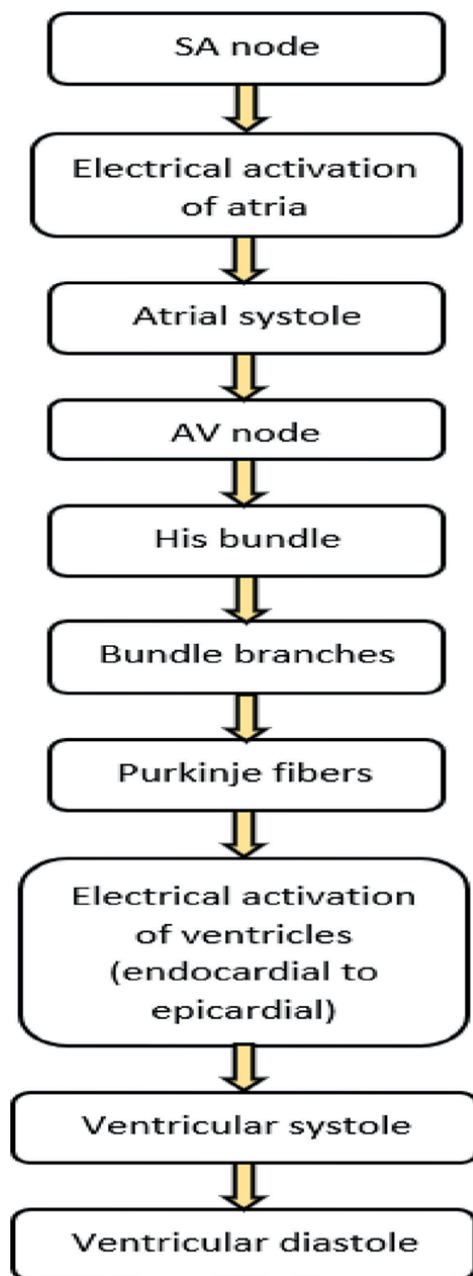 SA node
Electrical activation
of atria
Atrial systole
AV node
His bundle
Bundle branches
Purkinje fibers
Electrical activation
of ventricles
(endocardial to
epicardial)
Ventricular systole
Ventricular diastole